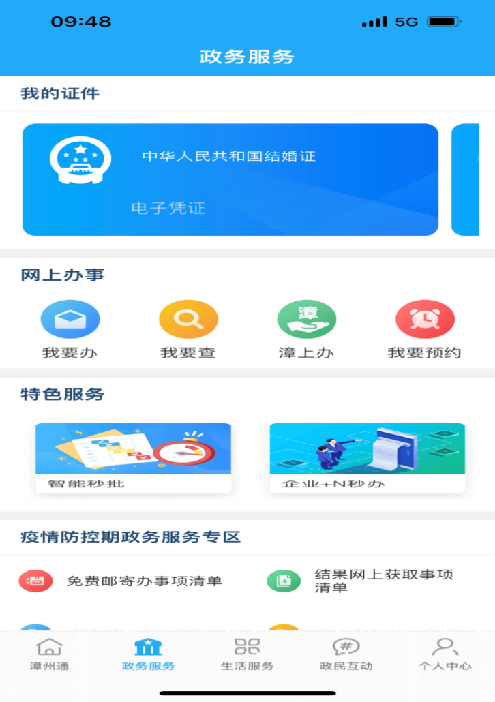 09:48
5G
政务服务
我的证件
中华人民共和国结婚证
电子凭证
网上办事
我要办
我要查
漳上办
我要预约
特色服务
智能秒批
企业+N秒办
疫情防控期政务服务专区
免费邮寄办事项清单
结果网上获取事项
清单
漳州通
政务服务
生活服务
政民互动
个人中心